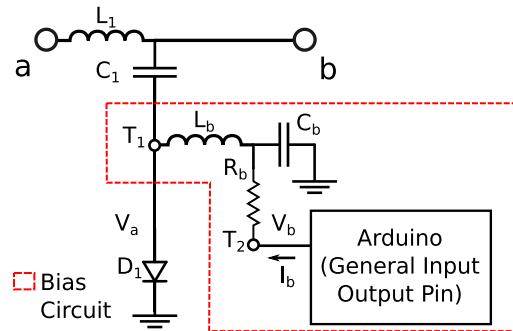 L1
a
C1
b
T1
Lb
Cb
Rb
Va
Vb
T2
Ib
D1
Arduino
(General Input
Output Pin)
Bias
Circuit